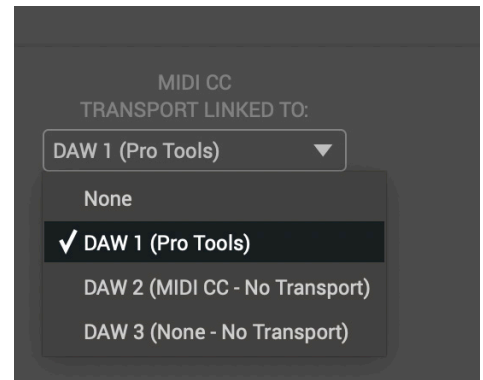 MIDI CC
TRANSPORT LINKED TO:
DAW 1 (Pro Tools)
None
DAW 1 (Pro Tools)
DAW 2 (MIDI CC - No Transport)
DAW 3 (None - No Transport)